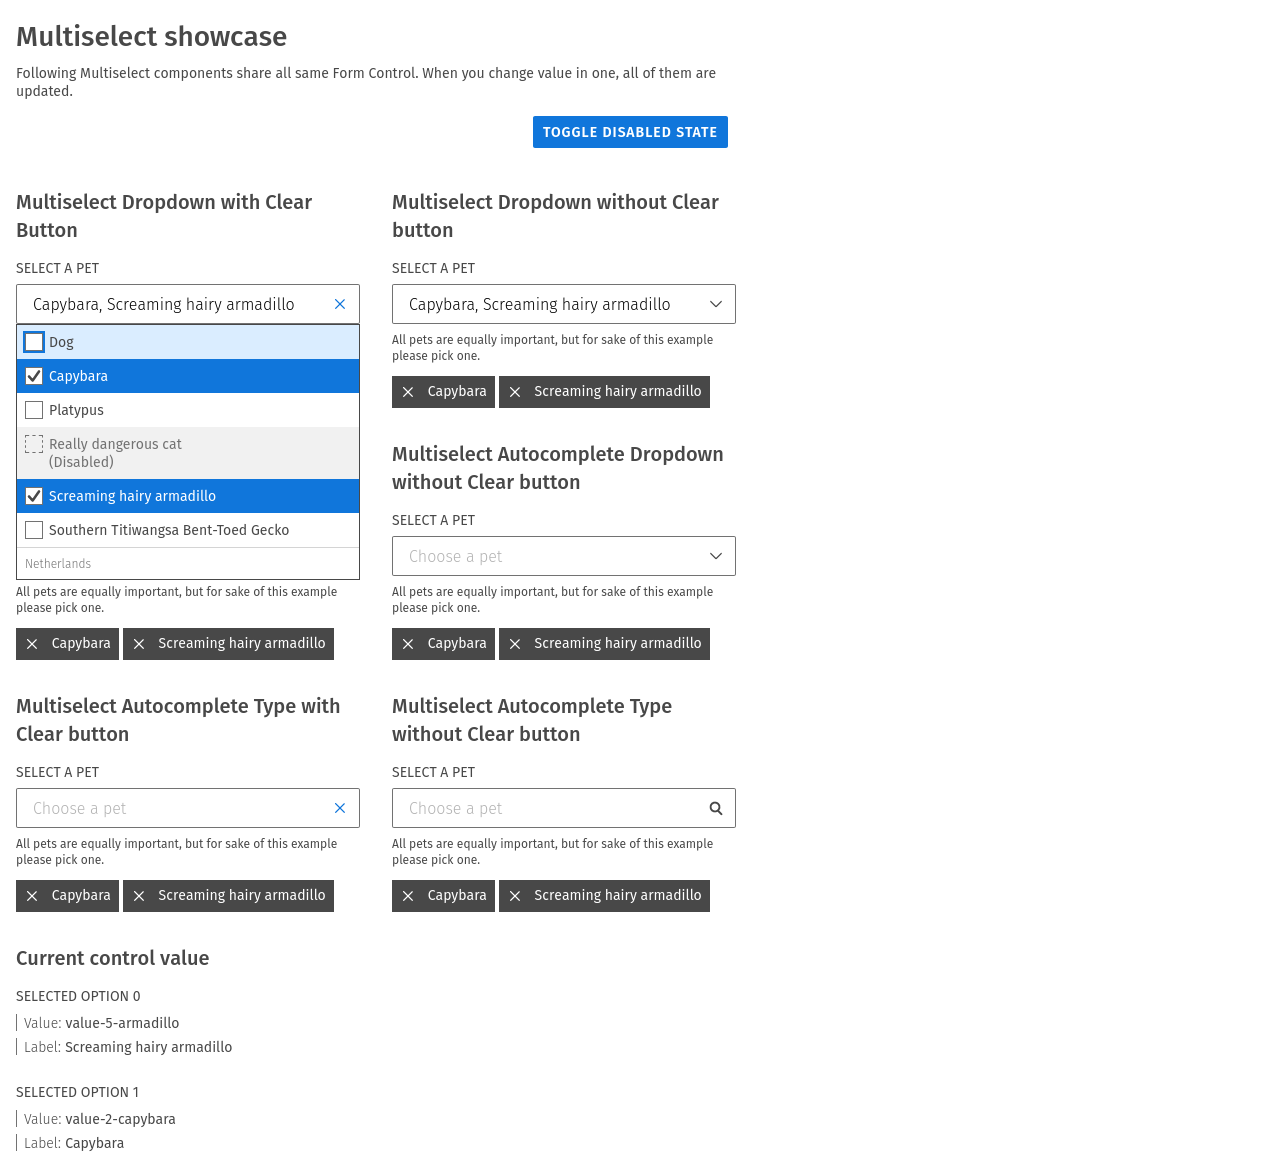 Multiselect showcase
Following Multiselect components share all same Form Control. When you change value in one, all of them are
updated.
TOGGLE DISABLED STATE
Multiselect Dropdown with Clear
Button
SELECT A PET
Capybara, Screaming hairy armadillo
Dog
Capybara
Platypus
Really dangerous cat
(Disabled)
Screaming hairy armadillo
Southern Titiwangsa Bent-Toed Gecko
Netherlands
All pets are equally important, but for sake of this example
please pick one.
Capybara
Screaming hairy armadillo
Multiselect Dropdown without Clear
button
SELECT A PET
Capybara, Screaming hairy armadillo
All pets are equally important, but for sake of this example
please pick one.
Capybara
Screaming hairy armadillo
Multiselect Autocomplete Dropdown
without Clear button
SELECT A PET
Choose a pet
All pets are equally important, but for sake of this example
please pick one.
Capybara
Screaming hairy armadillo
Multiselect Autocomplete Type with
Clear button
SELECT A PET
Choose a pet
All pets are equally important, but for sake of this example
please pick one.
Capybara
Screaming hairy armadillo
Multiselect Autocomplete Type
without Clear button
SELECT A PET
Choose a pet
All pets are equally important, but for sake of this example
please pick one.
Capybara
Screaming hairy armadillo
Current control value
SELECTED OPTION 0
Value: value-5-armadillo
Label: Screaming hairy armadillo
SELECTED OPTION 1
Value: value-2-capybara
Label: Capybara